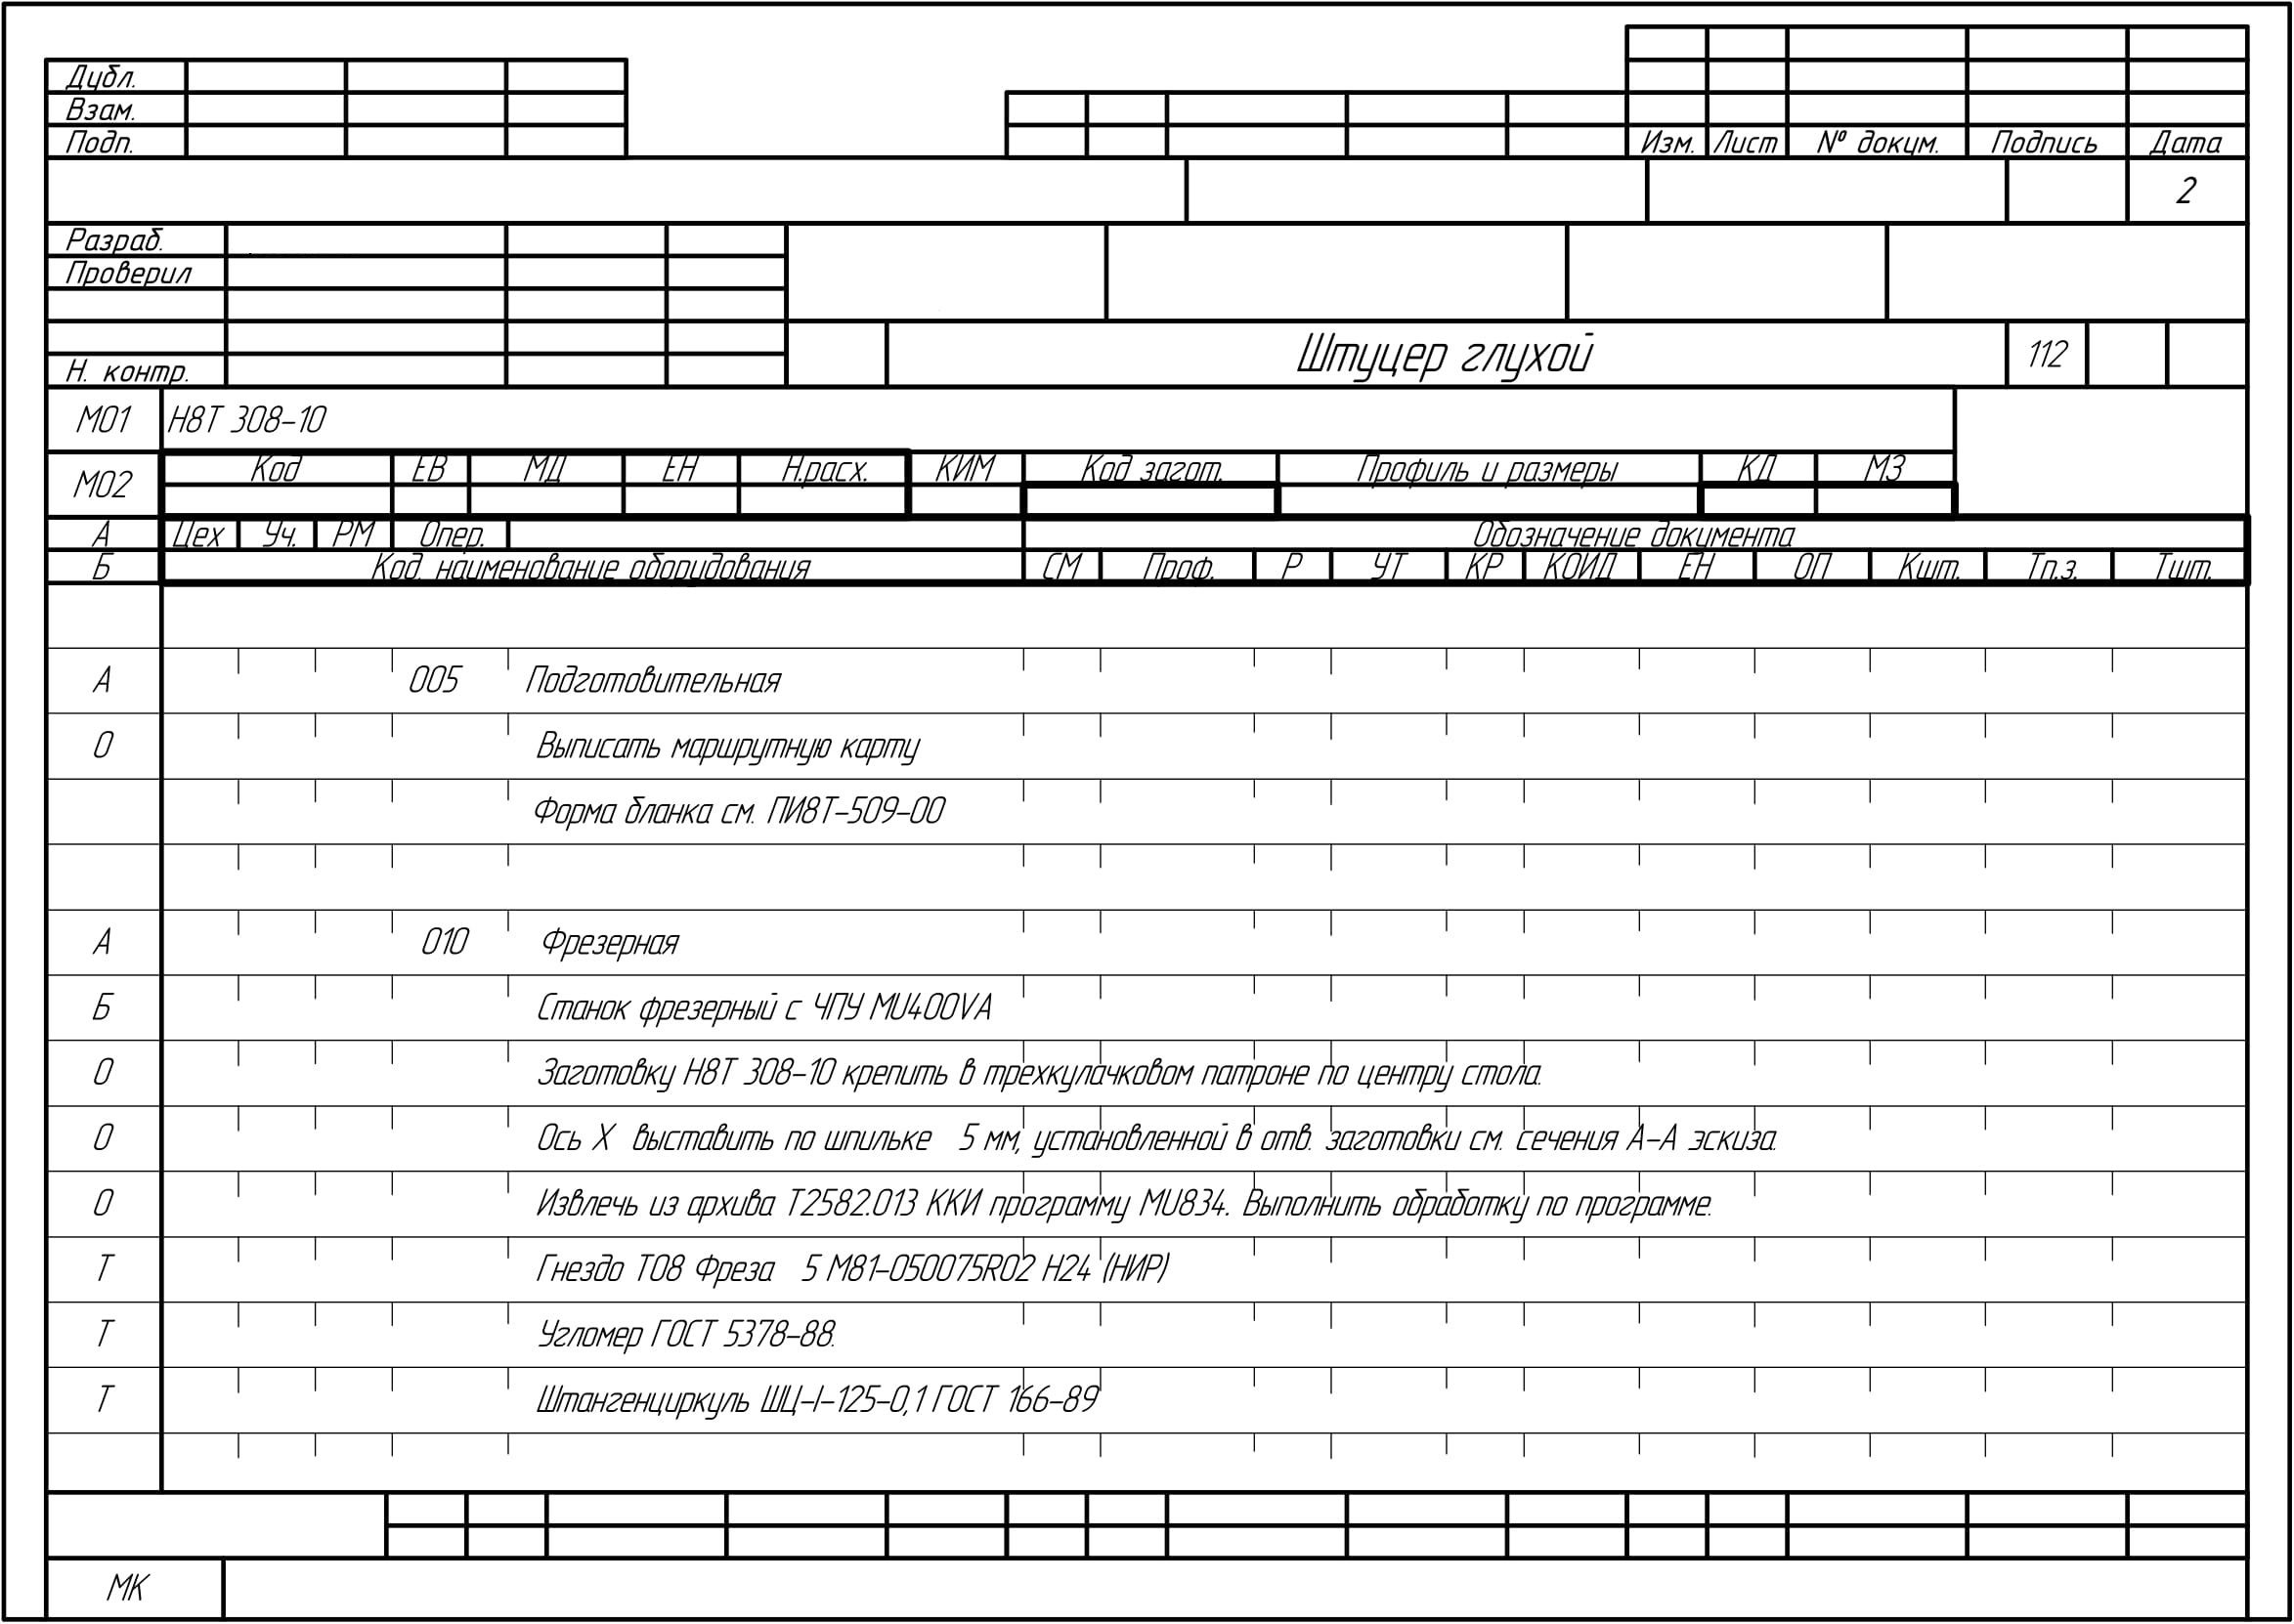 Дубл.
Взам.
Подп.
Изм. Лист № докум. Подпись Дата
2
Разраб.
Проверил
Н. контр.
Штуцер глухой 112
М01 Н8Т 308-10
М02 Код ЕВ МД ЕН Н.расх. КИМ Код загот. Профиль и размеры КД МЗ
А Цех Уч. РМ Опер. Обозначение документа
Б Код, наименование оборудования СМ Проф. Р УТ КР КОИД ЕН ОП Кшт. Тп.з. Тшт.
А 005 Подготовительная
О Выписать маршрутную карту
Форма бланка см. ПИ8Т-509-00
А 010 Фрезерная
Б Станок фрезерный с ЧПУ MU400VA
О Заготовку Н8Т 308-10 крепить в трехкулачковом патроне по центру стола.
О Ось X выставить по шпильке 5 мм, установленной в отв. заготовки см. сечения А-А эскиза.
О Извлечь из архива Т2582.013 ККИ программу MU834. Выполнить обработку по программе.
Т Гнездо Т08 Фреза 5 М81-050075R02 Н24 (НИР)
Т Угломер ГОСТ 5378-88.
Т Штангенциркуль ШЦ-I-125-0,1 ГОСТ 166-89
МК